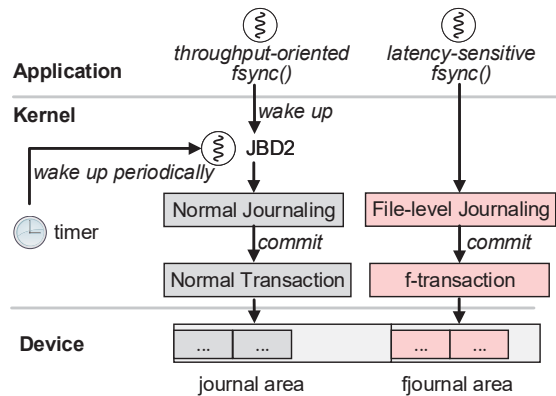 throughput-oriented
fsync()
latency-sensitive
fsync()
Application
Kernel
wake up
JBD2
wake up periodically
timer
Normal Journaling
File-level Journaling
commit
commit
Normal Transaction
f-transaction
Device
... ...
... ...
journal area
fjournal area